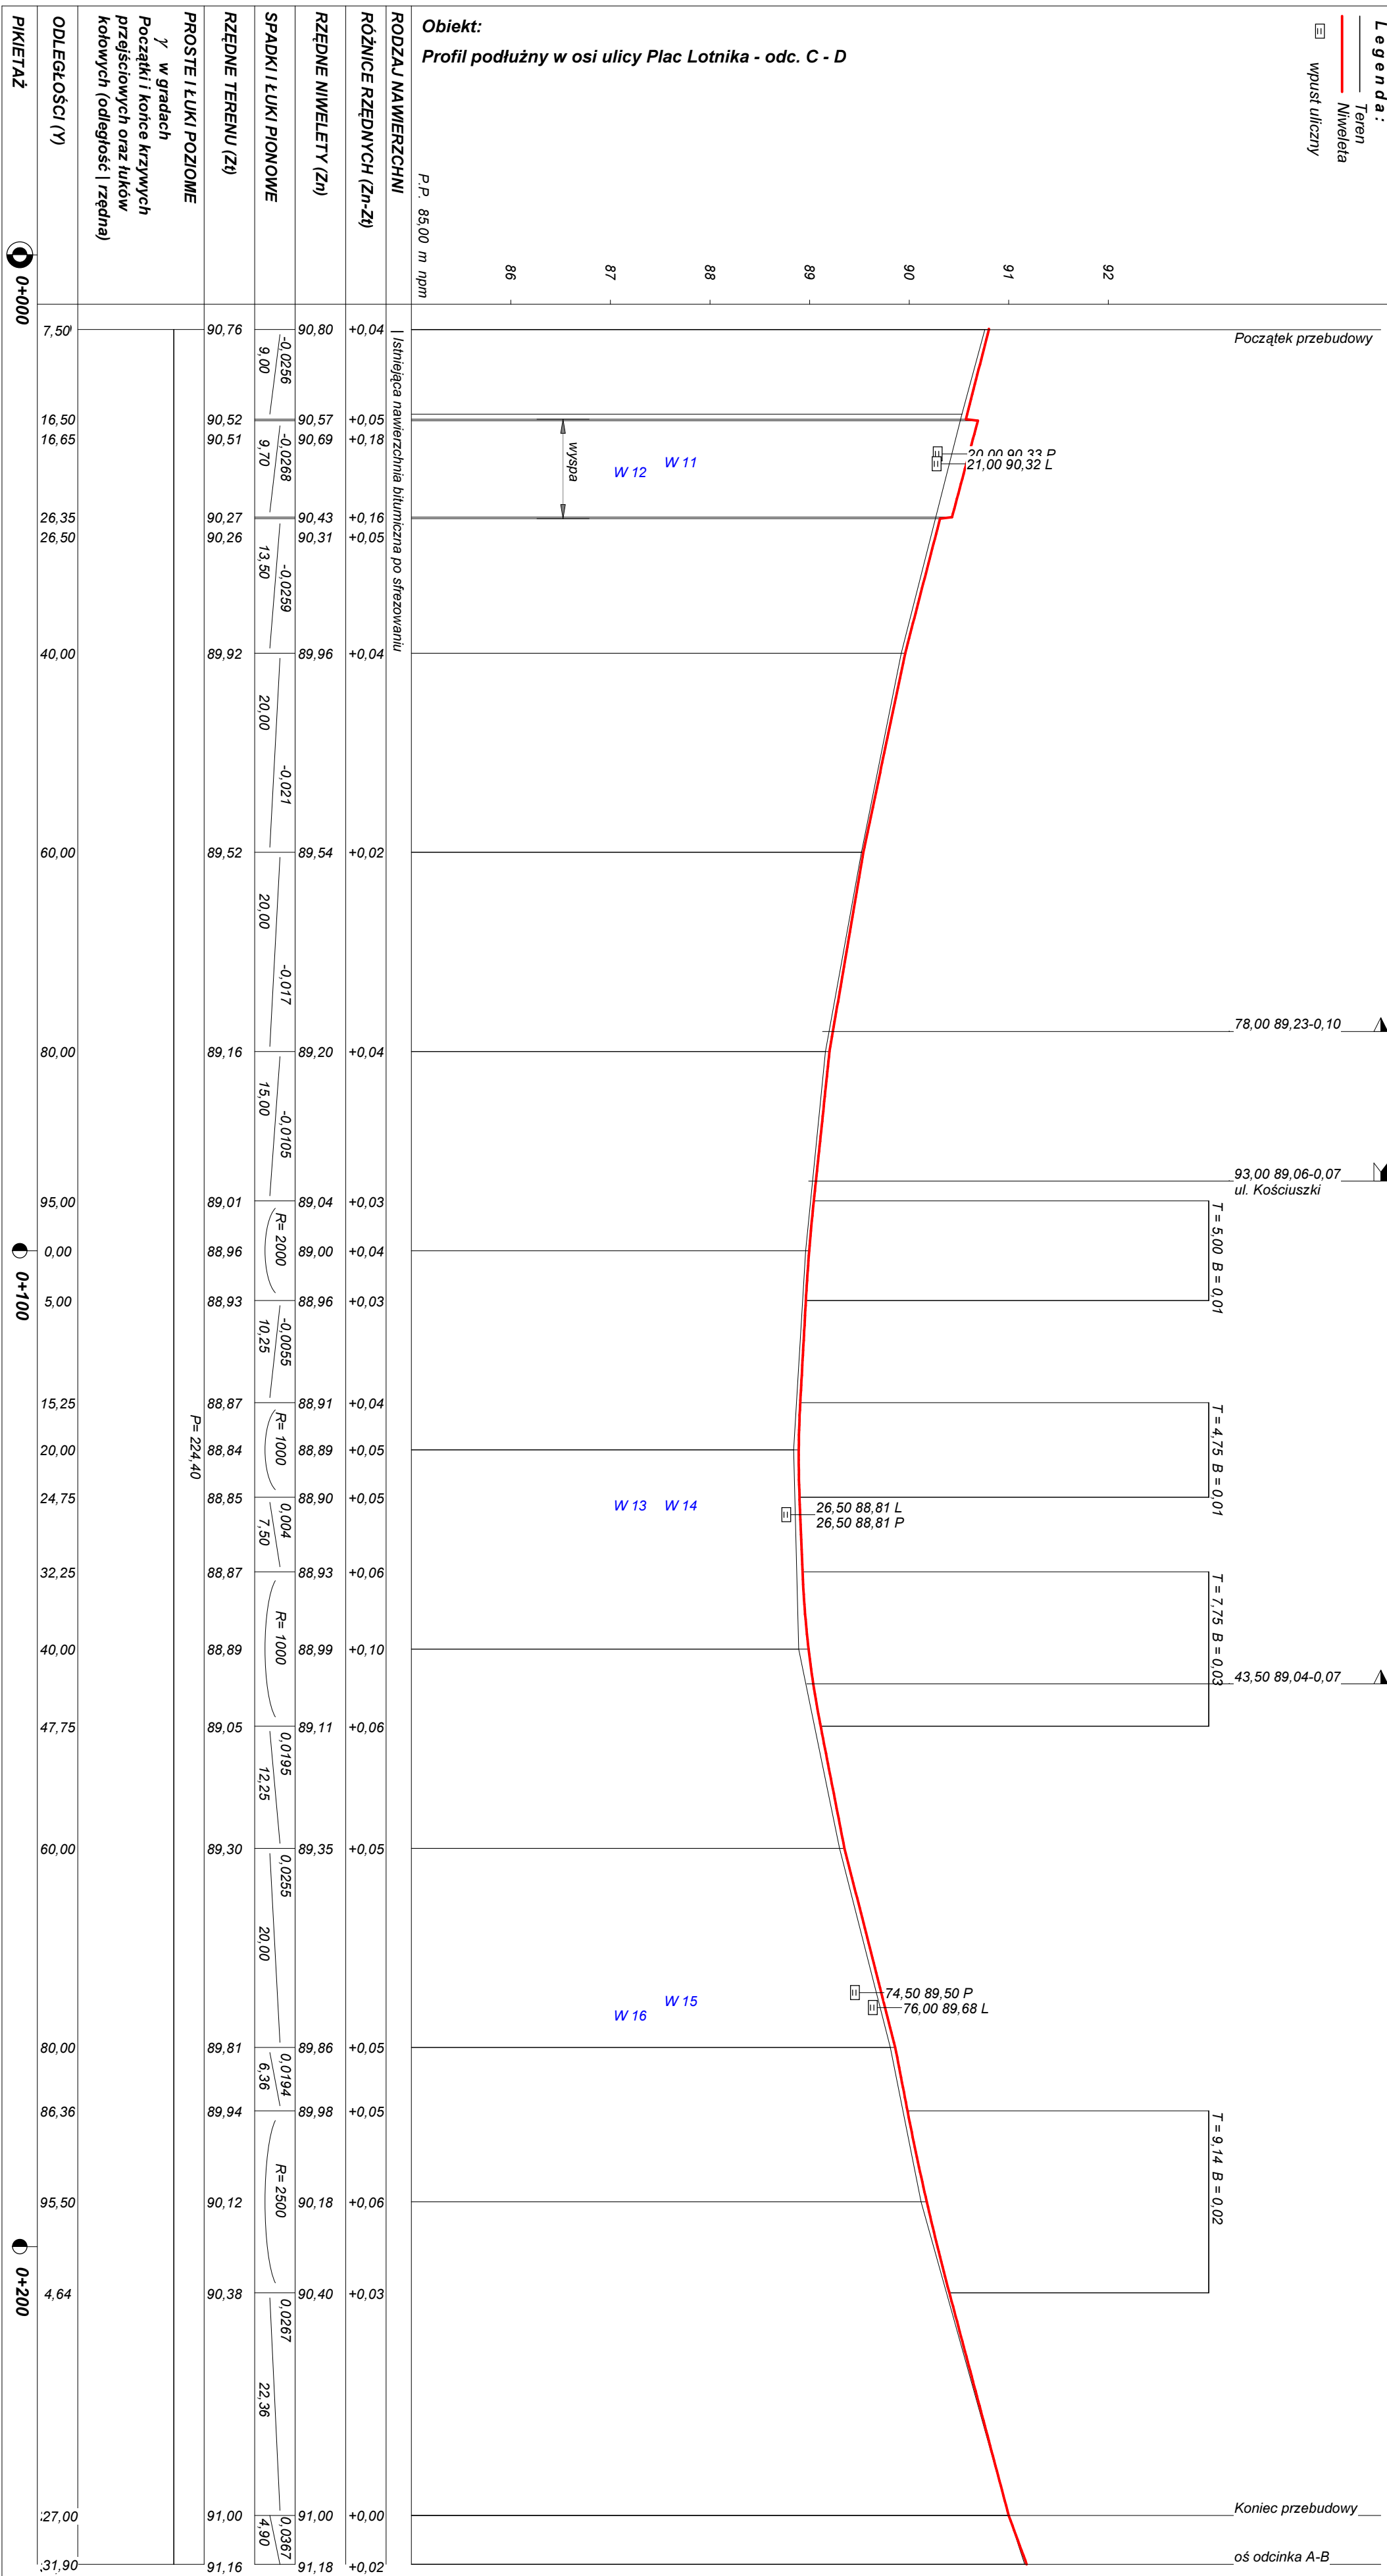 Legenda:
Teren
Niweleta
wpust uliczny
Obiekt:
Profil podłużny w osi ulicy Plac Lotnika - odc. C - D
P.P. 85,00 m npm
86
87
88
89
90
91
92
Początek przebudowy
wyspa
W 11
W 12
20,00 90,33 P
21,00 90,32 L
78,00 89,23-0,10
93,00 89,06-0,07
ul. Kościuszki
T = 5,00 B = 0,01
T = 4,75 B = 0,01
W 13 W 14
26,50 88,81 L
26,50 88,81 P
T = 7,75 B = 0,03
43,50 89,04-0,07
W 15
W 16
74,50 89,50 P
76,00 89,68 L
T = 9,14 B = 0,02
Koniec przebudowy
oś odcinka A-B
RODZAJ NAWIERZCHNI
Istniejąca nawierzchnia bitumiczna po sfrezowaniu
RÓŻNICE RZĘDNYCH (Zn-Zt)
+0,04 +0,05 +0,18 +0,16 +0,05 +0,04 +0,02 +0,04 +0,03 +0,04 +0,03 +0,04 +0,05 +0,05 +0,06 +0,10 +0,06 +0,05 +0,05 +0,05 +0,06 +0,03 +0,00 +0,02
RZĘDNE NIWELETY (Zn)
90,80 90,57 90,69 90,43 90,31 89,96 89,54 89,20 89,04 89,00 88,96 88,91 88,89 88,90 88,93 88,99 89,11 89,35 89,86 89,98 90,18 90,40 91,00 91,18
SPADKI I ŁUKI PIONOWE
-0,0256 -0,0268 -0,0259 -0,021 -0,017 -0,0105 R= 2000 -0,0055 R= 1000 0,004 R= 1000 0,0195 0,0255 0,0194 R= 2500 0,0267 0,0367
9,00 9,70 13,50 20,00 20,00 15,00 10,25 7,50 12,25 20,00 6,36 22,36 4,90
RZĘDNE TERENU (Zt)
90,76 90,52 90,51 90,27 90,26 89,92 89,52 89,16 89,01 88,96 88,93 88,87 88,84 88,85 88,87 88,89 89,05 89,30 89,81 89,94 90,12 90,38 91,00 91,16
PROSTE I ŁUKI POZIOME
P= 224,40
γ w gradach
Początki i końce krzywych
przejściowych oraz łuków
kołowych (odległość | rzędna)
ODLEGŁOŚCI (Y)
7,50 16,50 16,65 26,35 26,50 40,00 60,00 80,00 95,00 0,00 5,00 15,25 20,00 24,75 32,25 40,00 47,75 60,00 80,00 86,36 95,50 4,64 27,00 31,90
PIKIETAŻ
0+000 0+100 0+200